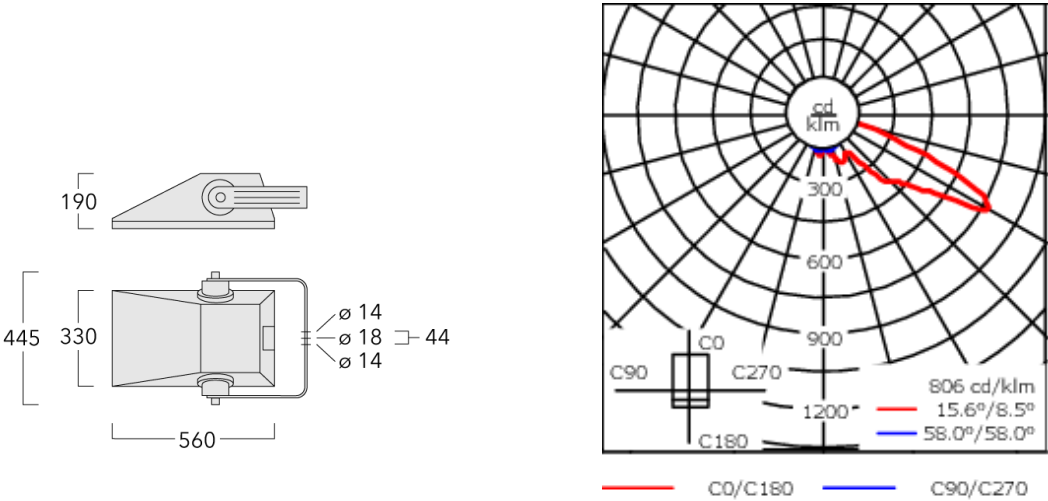 190
445
330
ø 14
ø 18
44
ø 14
560
cd
klm
300
600
900
1200
C0
C90
C270
C180
806 cd/klm
15.6°/8.5°
58.0°/58.0°
C0/C180
C90/C270